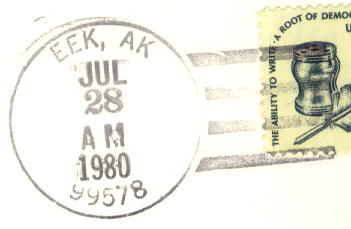 EEK, AK
JUL
28
AM
1980
99578
THE ABILITY TO WRITE · A ROOT OF DEMOC
U